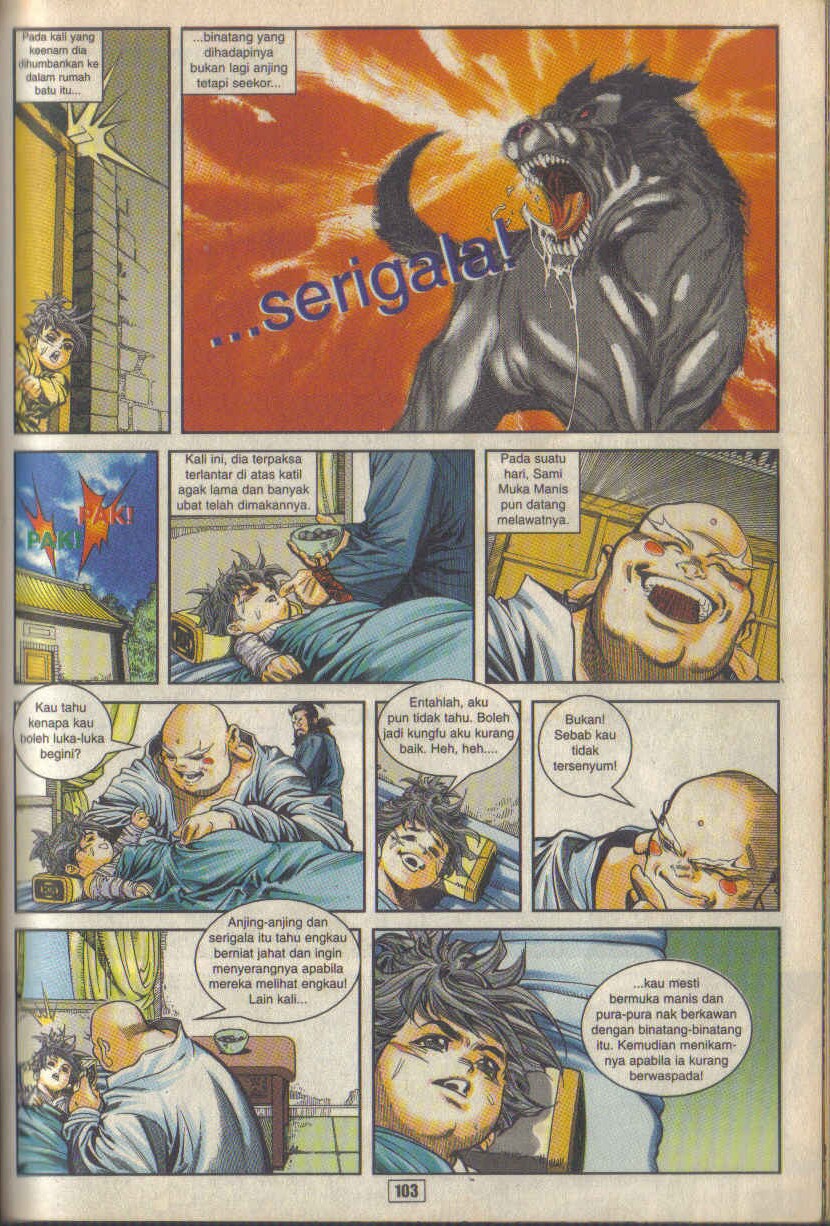 Pada kali yang
keenam dia
dihumbankan ke
dalam rumah
batu itu...
...binatang yang
dihadapinya
bukan lagi anjing
tetapi seekor...
...serigala!
PAK!
PAK!
Kali ini, dia terpaksa
terlantar di atas katil
agak lama dan banyak
ubat telah dimakannya.
Pada suatu
hari, Sami
Muka Manis
pun datang
melawatnya.
Kau tahu
kenapa kau
boleh luka-luka
begini?
Entahlah, aku
pun tidak tahu. Boleh
jadi kungfu aku kurang
baik. Heh, heh....
Bukan!
Sebab kau
tidak
tersenyum!
Anjing-anjing dan
serigala itu tahu engkau
berniat jahat dan ingin
menyerangnya apabila
mereka melihat engkau!
Lain kali...
...kau mesti
bermuka manis dan
pura-pura nak berkawan
dengan binatang-binatang
itu. Kemudian menikam-
nya apabila ia kurang
berwaspada!
103